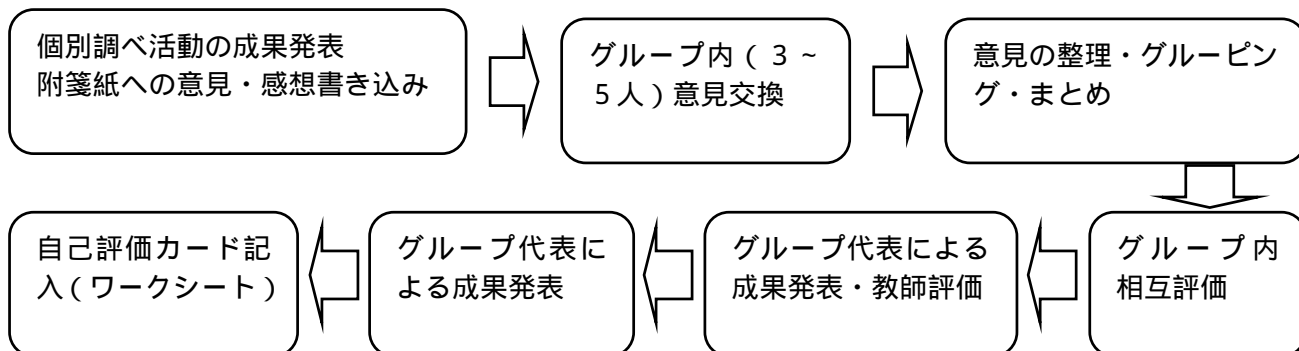 個別調べ活動の成果発表
附箋紙への意見・感想書き込み
グループ内（３～
５人）意見交換
意見の整理・グルーピン
グ・まとめ
グループ内
相互評価
グループ代表による
成果発表・教師評価
グループ代表に
よる成果発表
自己評価カード記
入（ワークシート）